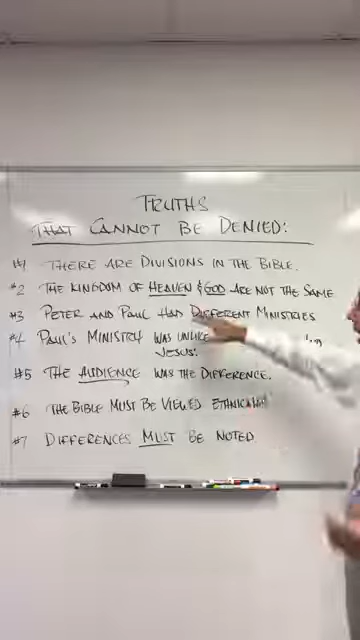 TRUTHS
THAT CANNOT BE DENIED:
#1 THERE ARE DIVISIONS IN THE BIBLE.
#2 THE KINGDOM OF HEAVEN & GOD ARE NOT THE SAME
#3 PETER AND PAUL HAD DIFFERENT MINISTRIES
#4 PAUL'S MINISTRY WAS UNLIKE
JESUS'.
#5 THE AUDIENCE WAS THE DIFFERENCE.
#6 THE BIBLE MUST BE VIEWED
#7 DIFFERENCES MUST BE NOTED